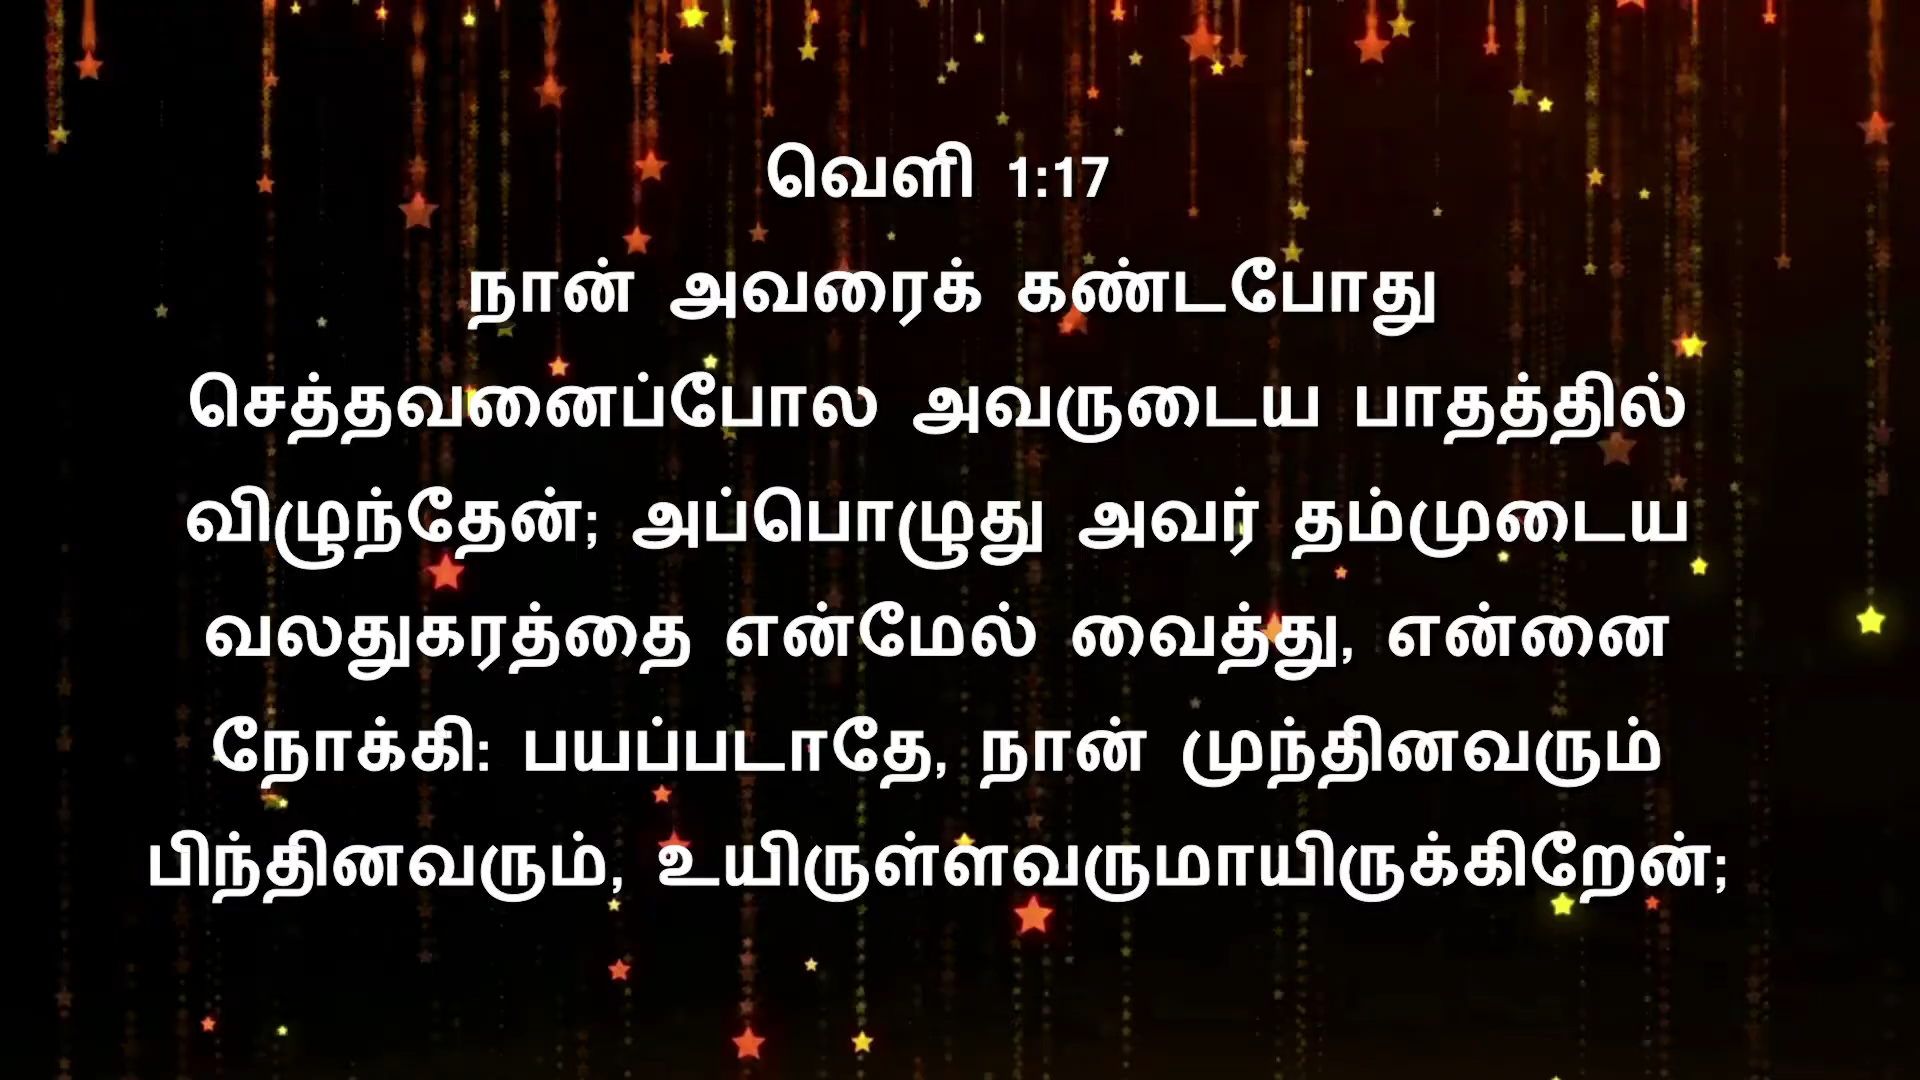 வெளி 1:17
நான் அவரைக் கண்டபோது
செத்தவனைப்போல அவருடைய பாதத்தில்
விழுந்தேன்; அப்பொழுது அவர் தம்முடைய
வலதுகரத்தை என்மேல் வைத்து, என்னை
நோக்கி: பயப்படாதே, நான் முந்தினவரும்
பிந்தினவரும், உயிருள்ளவருமாயிருக்கிறேன்;